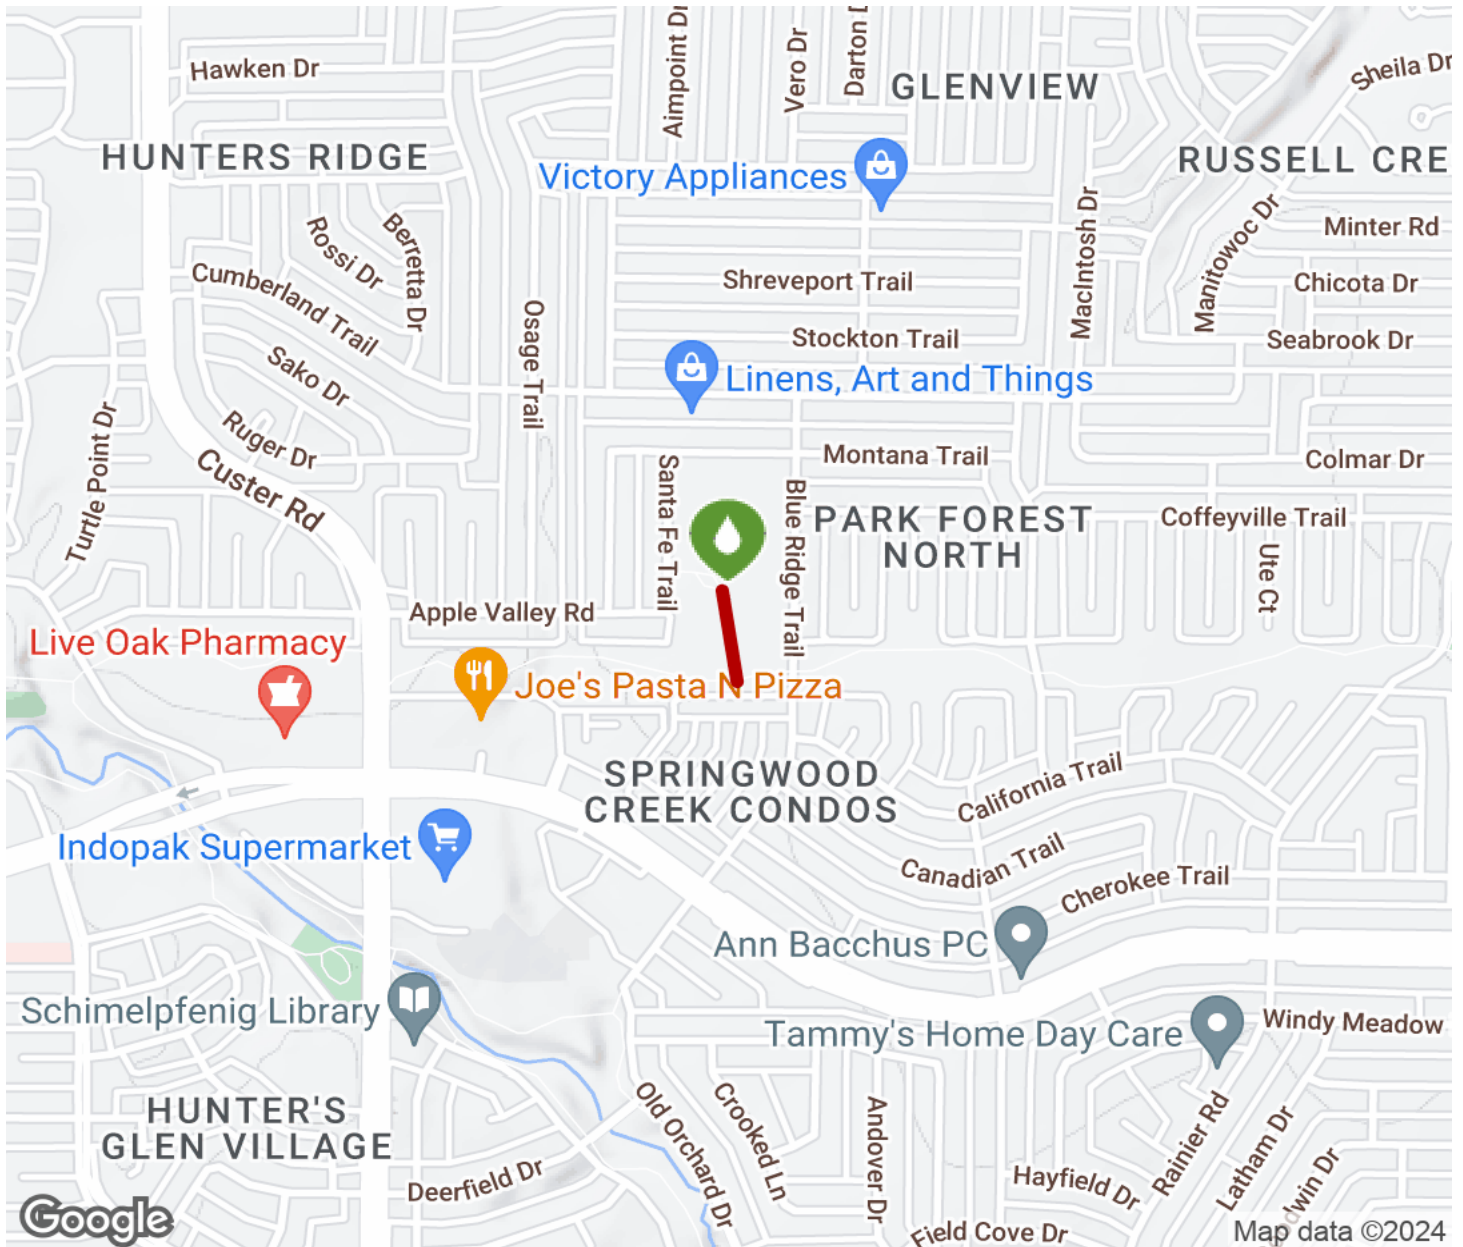 Hawken Dr
Aimpoint Dr
Vero Dr
GLENVIEW
Sheila Dr
HUNTERS RIDGE
RUSSELL CRE
Victory Appliances
MacIntosh Dr
Manitowoc Dr
Minter Rd
Rossi Dr
Berretta Dr
Cumberland Trail
Shreveport Trail
Chicota Dr
Osage Trail
Stockton Trail
Seabrook Dr
Sako Dr
Linens, Art and Things
Turtle Point Dr
Ruger Dr
Custer Rd
Montana Trail
Colmar Dr
Santa Fe Trail
Blue Ridge Trail
PARK FOREST
NORTH
Coffeyville Trail
Ute Ct
Apple Valley Rd
Live Oak Pharmacy
Joe's Pasta N Pizza
SPRINGWOOD
CREEK CONDOS
California Trail
Indopak Supermarket
Canadian Trail
Cherokee Trail
Ann Bacchus PC
Schimelpfenig Library
Tammy's Home Day Care
Windy Meadow
HUNTER'S
GLEN VILLAGE
Old Orchard Dr
Crooked Ln
Andover Dr
Rainier Rd
Latham Dr
Deerfield Dr
Hayfield Dr
Field Cove Dr
Google
Map data ©2024